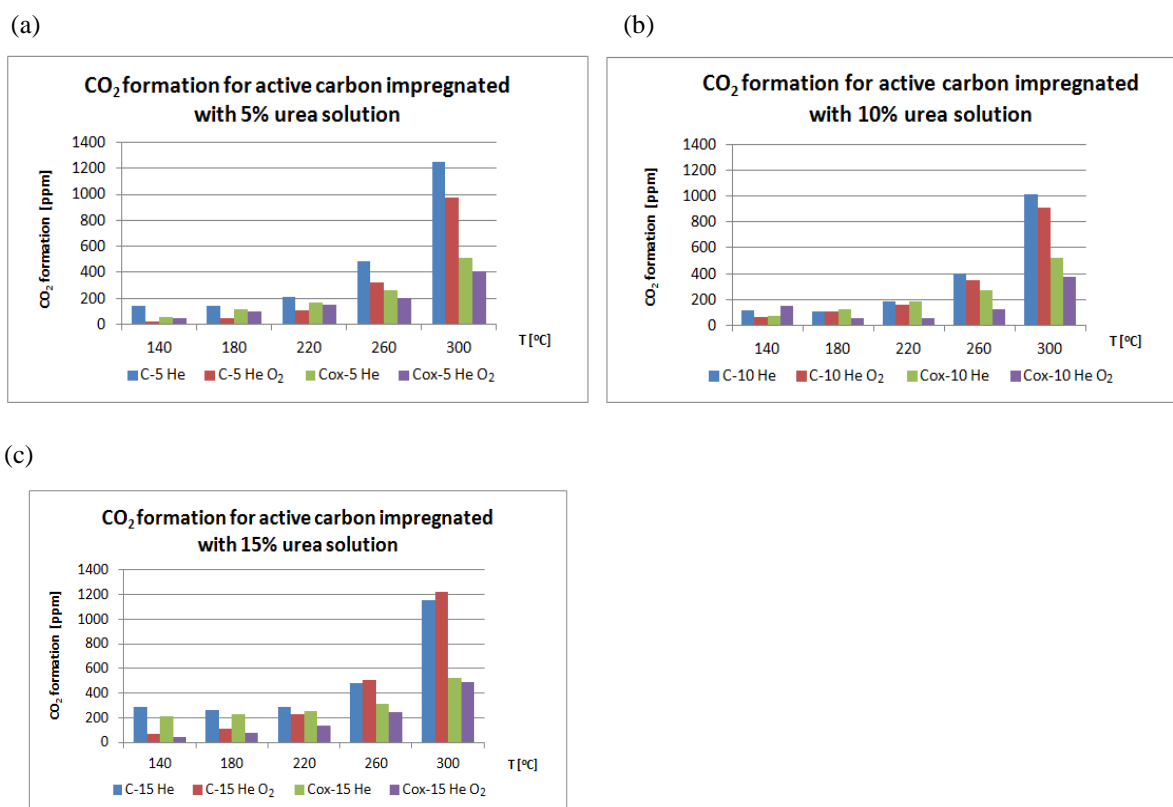 (a)
CO₂ formation for active carbon impregnated
with 5% urea solution
CO₂ formation [ppm]
1400
1200
1000
800
600
400
200
0
140 180 220 260 300
T [°C]
C-5 He C-5 He O₂ Cox-5 He Cox-5 He O₂
(b)
CO₂ formation for active carbon impregnated
with 10% urea solution
CO₂ formation [ppm]
1400
1200
1000
800
600
400
200
0
140 180 220 260 300
T [°C]
C-10 He C-10 He O₂ Cox-10 He Cox-10 He O₂
(c)
CO₂ formation for active carbon impregnated
with 15% urea solution
CO₂ formation [ppm]
1400
1200
1000
800
600
400
200
0
140 180 220 260 300
T [°C]
C-15 He C-15 He O₂ Cox-15 He Cox-15 He O₂